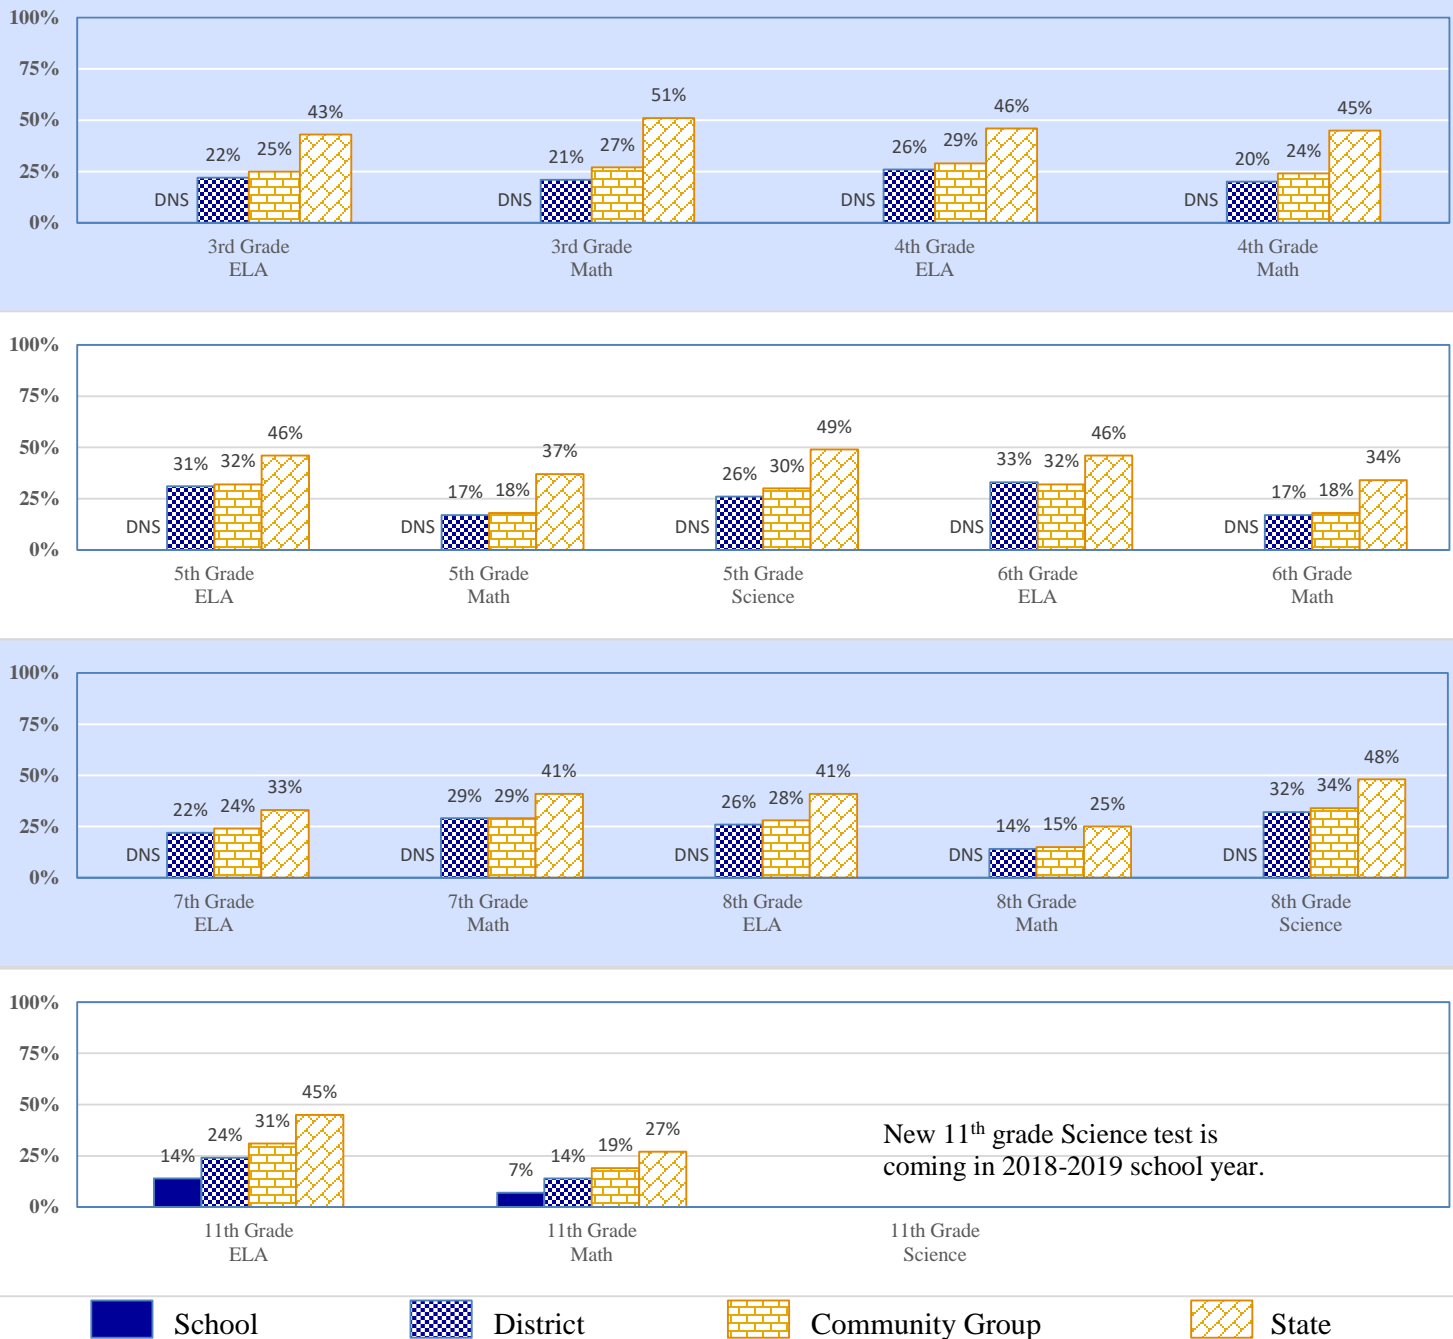 100%
75%
50%
25%
0%
DNS 22% 25% 43%
DNS 21% 27% 51%
DNS 26% 29% 46%
DNS 20% 24% 45%
3rd Grade
ELA
3rd Grade
Math
4th Grade
ELA
4th Grade
Math
100%
75%
50%
25%
0%
DNS 31% 32% 46%
DNS 17% 18% 37%
DNS 26% 30% 49%
DNS 33% 32% 46%
DNS 17% 18% 34%
5th Grade
ELA
5th Grade
Math
5th Grade
Science
6th Grade
ELA
6th Grade
Math
100%
75%
50%
25%
0%
DNS 22% 24% 33%
DNS 29% 29% 41%
DNS 26% 28% 41%
DNS 14% 15% 25%
DNS 32% 34% 48%
7th Grade
ELA
7th Grade
Math
8th Grade
ELA
8th Grade
Math
8th Grade
Science
100%
75%
50%
25%
0%
14% 24% 31% 45%
7% 14% 19% 27%
New 11th grade Science test is
coming in 2018-2019 school year.
11th Grade
ELA
11th Grade
Math
11th Grade
Science
School District Community Group State